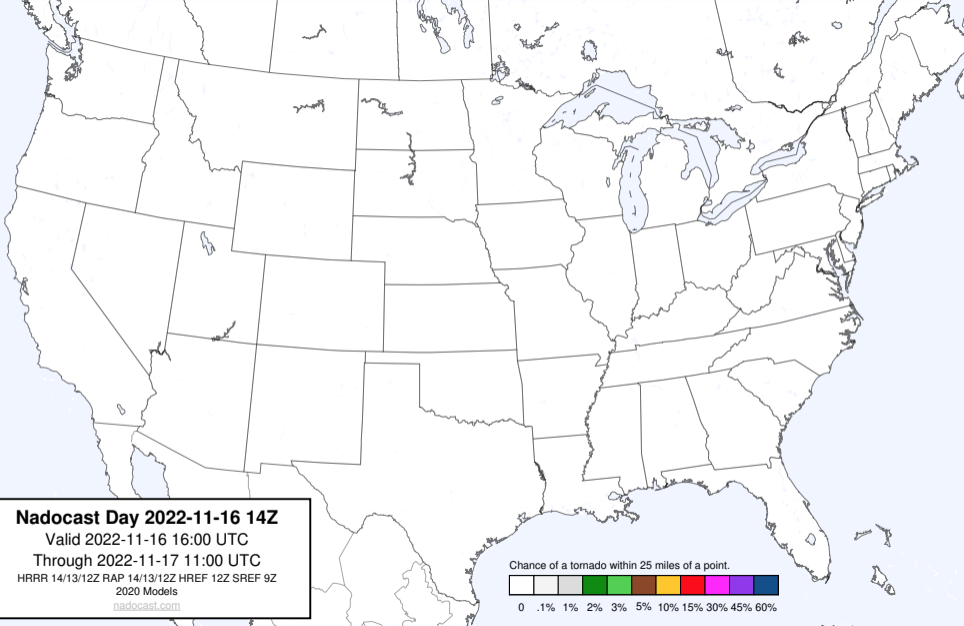 Nadocast Day 2022-11-16 14Z
Valid 2022-11-16 16:00 UTC
Through 2022-11-17 11:00 UTC
HRRR 14/13/12Z RAP 14/13/12Z HREF 12Z SREF 9Z
2020 Models
nadocast.com
Chance of a tornado within 25 miles of a point.
0 .1% 1% 2% 3% 5% 10% 15% 30% 45% 60%